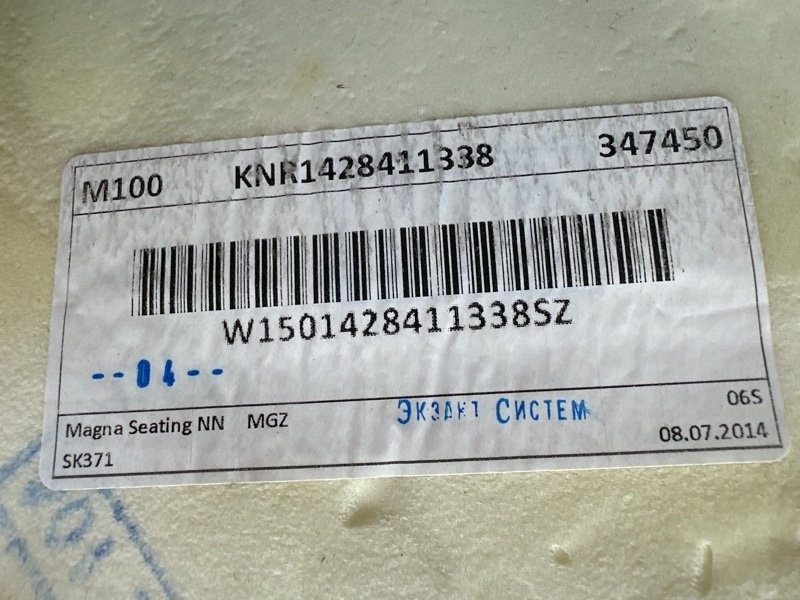 M100 KNR1428411338 347450
W1501428411338SZ
--04--
Magna Seating NN MGZ ЭКЗАКТ СИСТЕМ 06S
SK371 08.07.2014